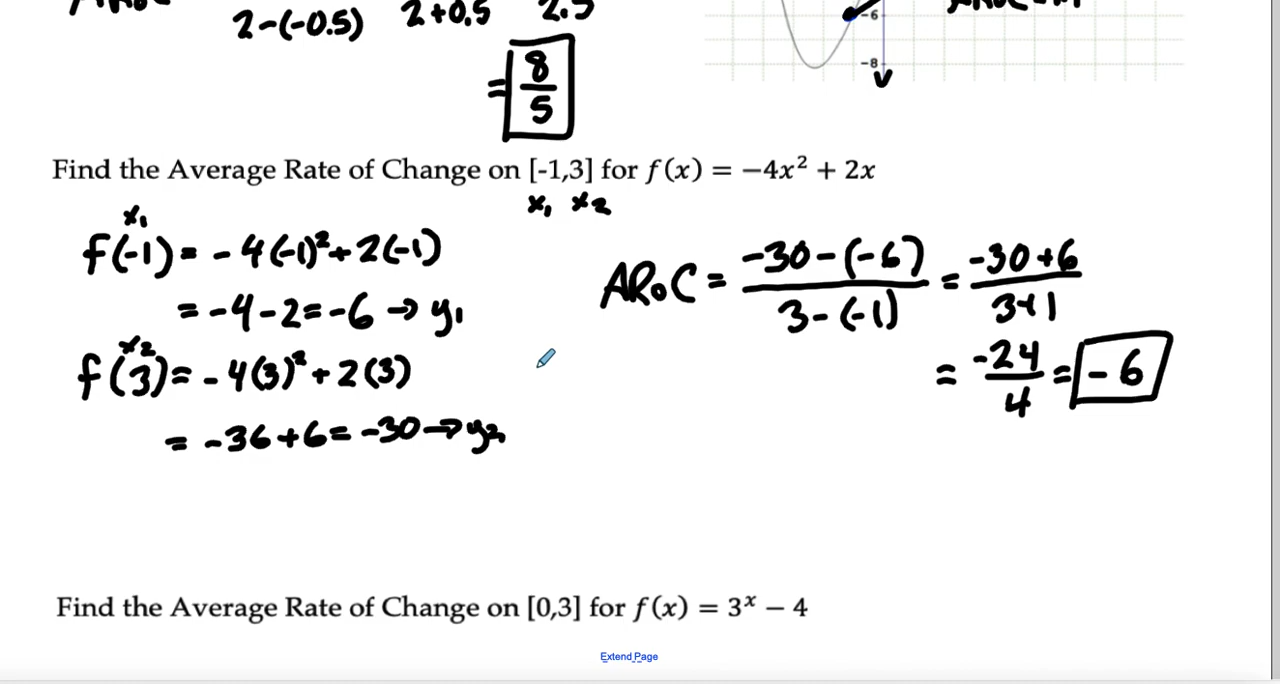 2-(-0.5) 2+0.5 2.5
-6
-8
= 8/5
Find the Average Rate of Change on [-1,3] for f(x) = −4x² + 2x
x₁ x₂
x₁
f(-1) = -4(-1)²+2(-1)
= -4-2=-6 → y₁
x₂
f(3)= -4(3)²+2(3)
= -36+6=-30→y₂
ARoC = -30-(-6)/3-(-1) = -30+6/3+1
= -24/4 = -6
Find the Average Rate of Change on [0,3] for f(x) = 3ˣ − 4
Extend Page